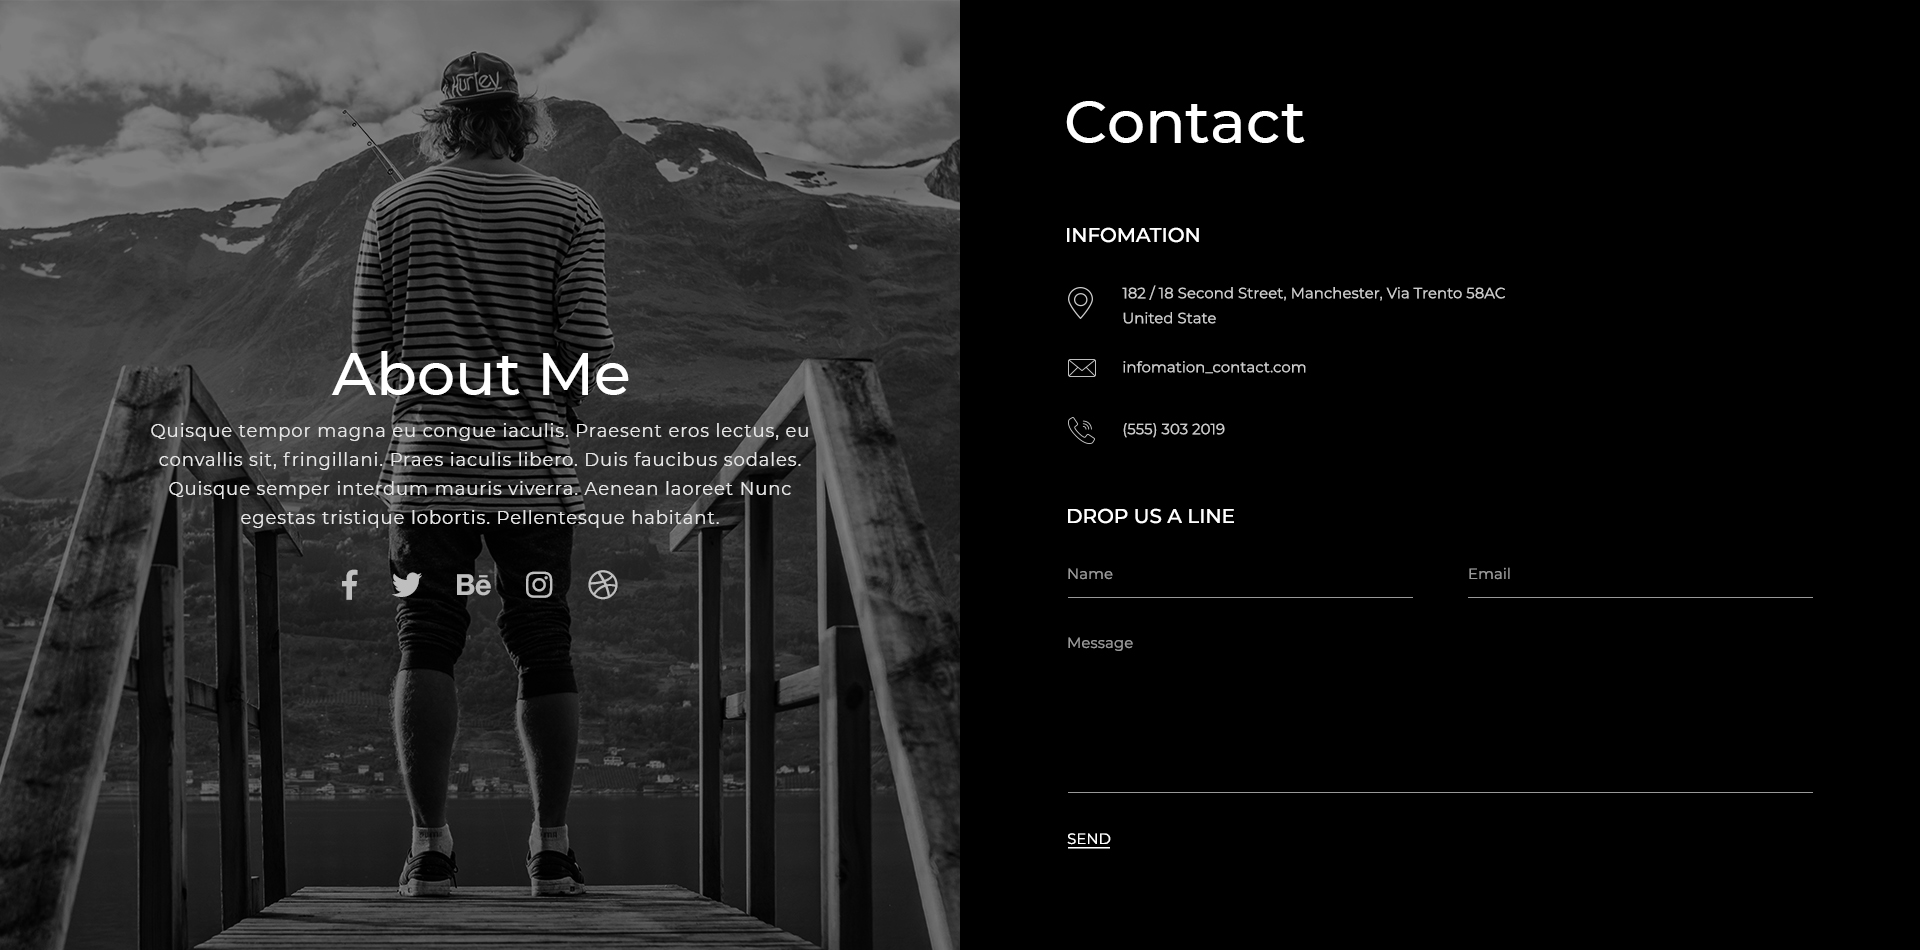 Hurley
About Me
Quisque tempor magna eu congue iaculis. Praesent eros lectus, eu
convallis sit, fringillani. Praes iaculis libero. Duis faucibus sodales.
Quisque semper interdum mauris viverra. Aenean laoreet Nunc
egestas tristique lobortis. Pellentesque habitant.
Bē
Contact
INFOMATION
182 / 18 Second Street, Manchester, Via Trento 58AC
United State
infomation_contact.com
(555) 303 2019
DROP US A LINE
Name
Email
Message
SEND